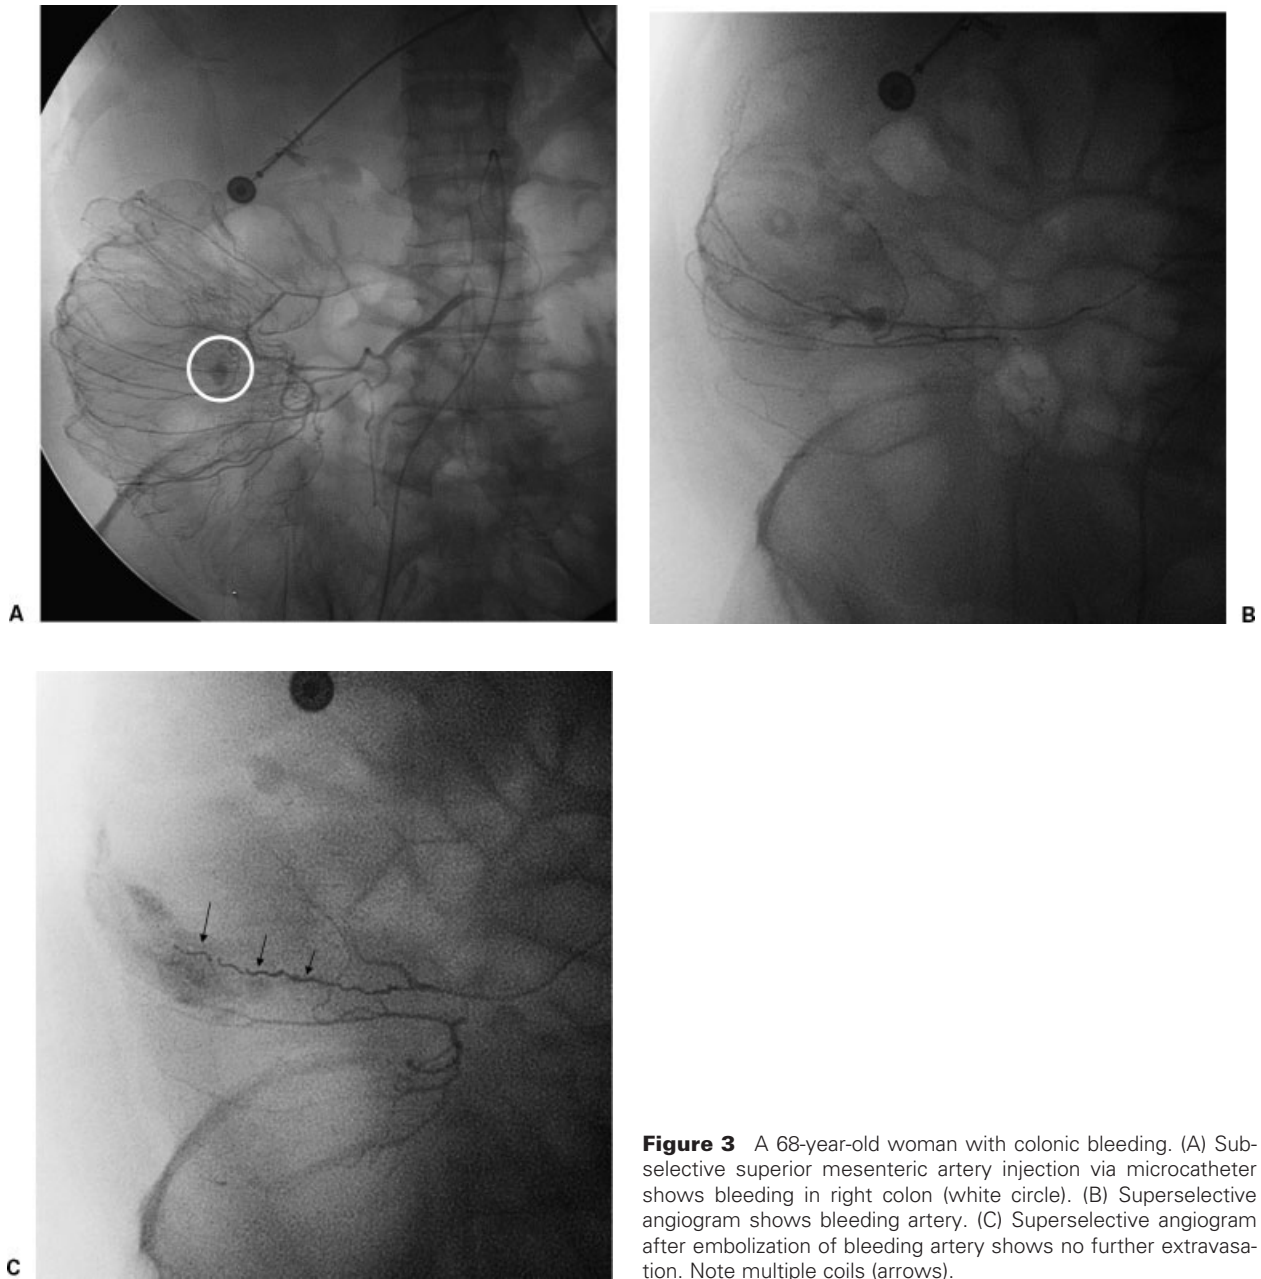 A
B
C
Figure 3 A 68-year-old woman with colonic bleeding. (A) Sub-
selective superior mesenteric artery injection via microcatheter
shows bleeding in right colon (white circle). (B) Superselective
angiogram shows bleeding artery. (C) Superselective angiogram
after embolization of bleeding artery shows no further extravasa-
tion. Note multiple coils (arrows).